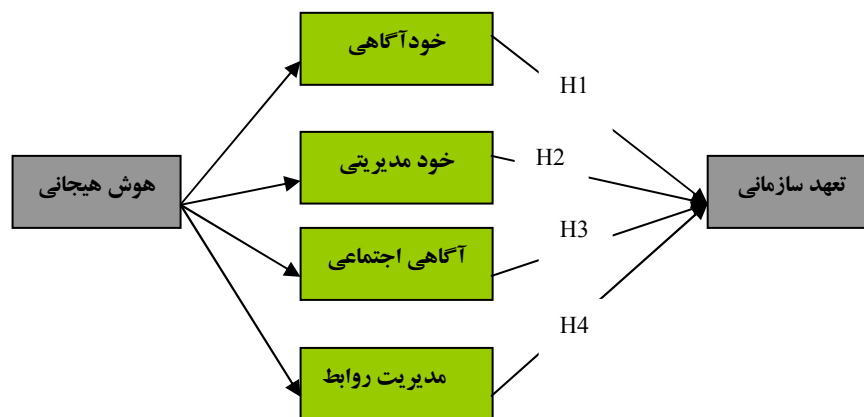 خودآگاهی
H1
خود مدیریتی
H2
هوش هیجانی
تعهد سازمانی
آگاهی اجتماعی
H3
H4
مدیریت روابط